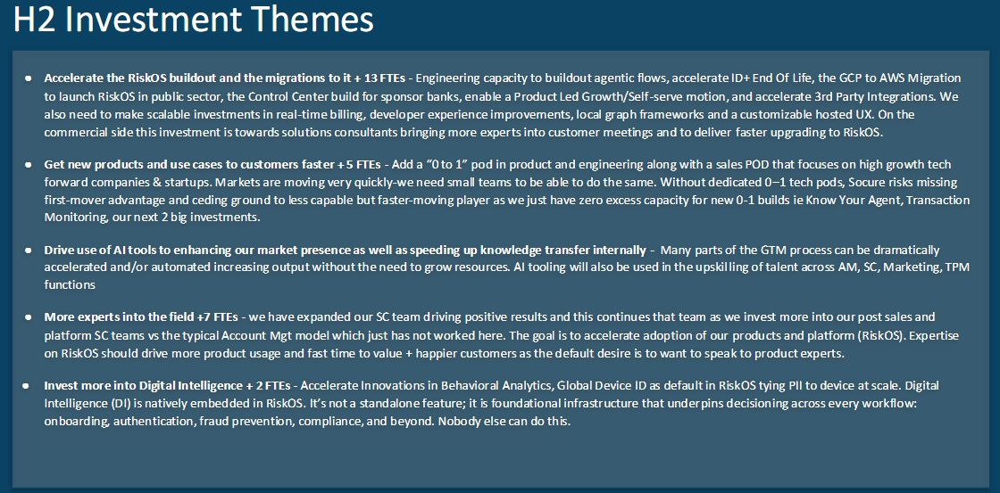 H2 Investment Themes
● Accelerate the RiskOS buildout and the migrations to it + 13 FTEs - Engineering capacity to buildout agentic flows, accelerate ID+ End Of Life, the GCP to AWS Migration
to launch RiskOS in public sector, the Control Center build for sponsor banks, enable a Product Led Growth/Self-serve motion, and accelerate 3rd Party Integrations. We
also need to make scalable investments in real-time billing, developer experience improvements, local graph frameworks and a customizable hosted UX. On the
commercial side this investment is towards solutions consultants bringing more experts into customer meetings and to deliver faster upgrading to RiskOS.
● Get new products and use cases to customers faster + 5 FTEs - Add a “0 to 1” pod in product and engineering along with a sales POD that focuses on high growth tech
forward companies & startups. Markets are moving very quickly-we need small teams to be able to do the same. Without dedicated 0–1 tech pods, Socure risks missing
first-mover advantage and ceding ground to less capable but faster-moving player as we just have zero excess capacity for new 0-1 builds ie Know Your Agent, Transaction
Monitoring, our next 2 big investments.
● Drive use of AI tools to enhancing our market presence as well as speeding up knowledge transfer internally - Many parts of the GTM process can be dramatically
accelerated and/or automated increasing output without the need to grow resources. AI tooling will also be used in the upskilling of talent across AM, SC, Marketing, TPM
functions
● More experts into the field +7 FTEs - we have expanded our SC team driving positive results and this continues that team as we invest more into our post sales and
platform SC teams vs the typical Account Mgt model which just has not worked here. The goal is to accelerate adoption of our products and platform (RiskOS). Expertise
on RiskOS should drive more product usage and fast time to value + happier customers as the default desire is to want to speak to product experts.
● Invest more into Digital Intelligence + 2 FTEs - Accelerate Innovations in Behavioral Analytics, Global Device ID as default in RiskOS tying PII to device at scale. Digital
Intelligence (DI) is natively embedded in RiskOS. It’s not a standalone feature; it is foundational infrastructure that underpins decisioning across every workflow:
onboarding, authentication, fraud prevention, compliance, and beyond. Nobody else can do this.